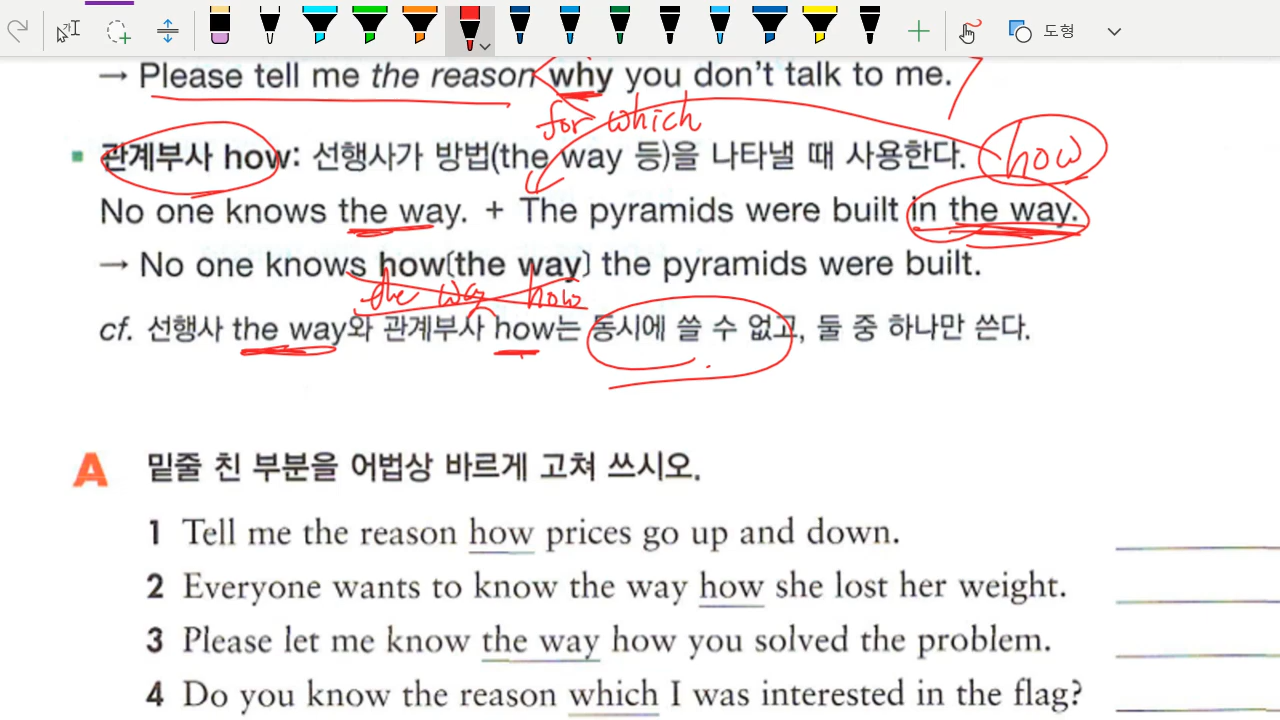 도형
→ Please tell me the reason why you don't talk to me.
for which
관계부사 how: 선행사가 방법(the way 등)을 나타낼 때 사용한다.
how
No one knows the way. + The pyramids were built in the way.
→ No one knows how(the way) the pyramids were built.
the way how
cf. 선행사 the way와 관계부사 how는 동시에 쓸 수 없고, 둘 중 하나만 쓴다.
A 밑줄 친 부분을 어법상 바르게 고쳐 쓰시오.
1 Tell me the reason how prices go up and down.
2 Everyone wants to know the way how she lost her weight.
3 Please let me know the way how you solved the problem.
4 Do you know the reason which I was interested in the flag?